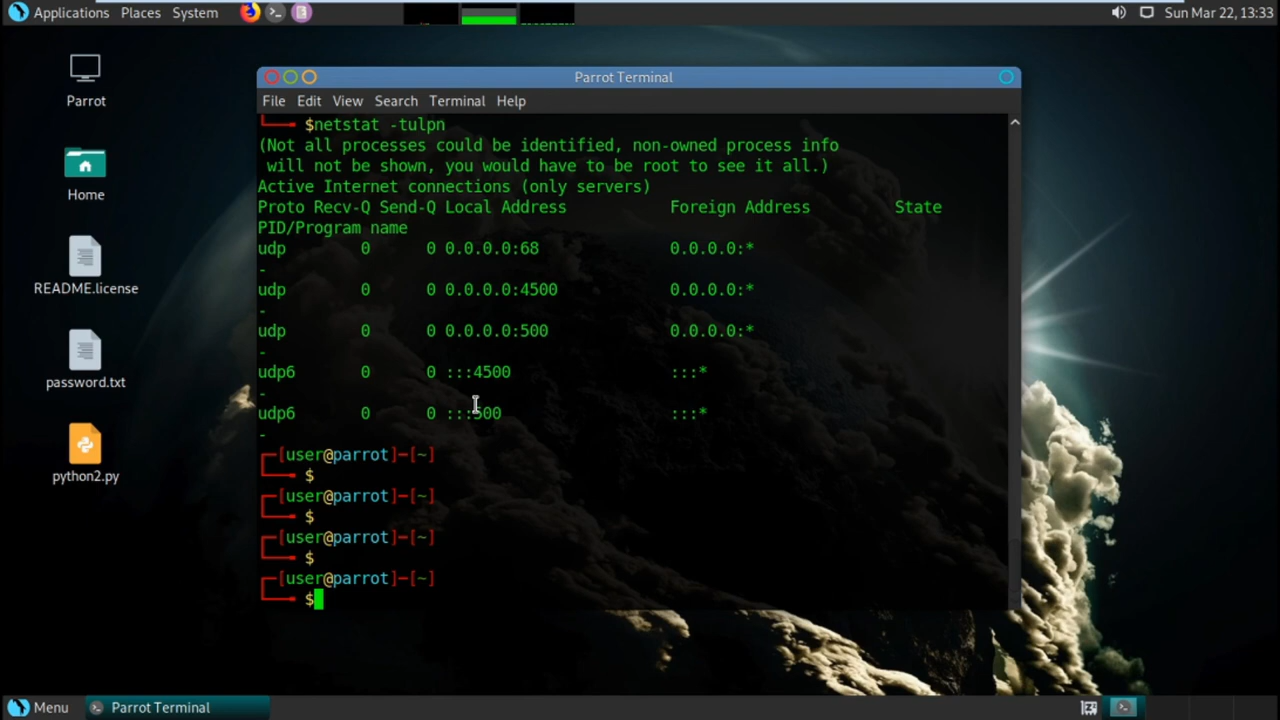 Applications Places System
Sun Mar 22, 13:33
Parrot
Home
README.license
password.txt
python2.py
Parrot Terminal
File Edit View Search Terminal Help
$netstat -tulpn
(Not all processes could be identified, non-owned process info
will not be shown, you would have to be root to see it all.)
Active Internet connections (only servers)
Proto Recv-Q Send-Q Local Address Foreign Address State
PID/Program name
udp 0 0 0.0.0.0:68 0.0.0.0:*
-
udp 0 0 0.0.0.0:4500 0.0.0.0:*
-
udp 0 0 0.0.0.0:500 0.0.0.0:*
-
udp6 0 0 :::4500 :::*
-
udp6 0 0 :::500 :::*
-
[user@parrot]-[~]
$
[user@parrot]-[~]
$
[user@parrot]-[~]
$
[user@parrot]-[~]
$
Menu Parrot Terminal